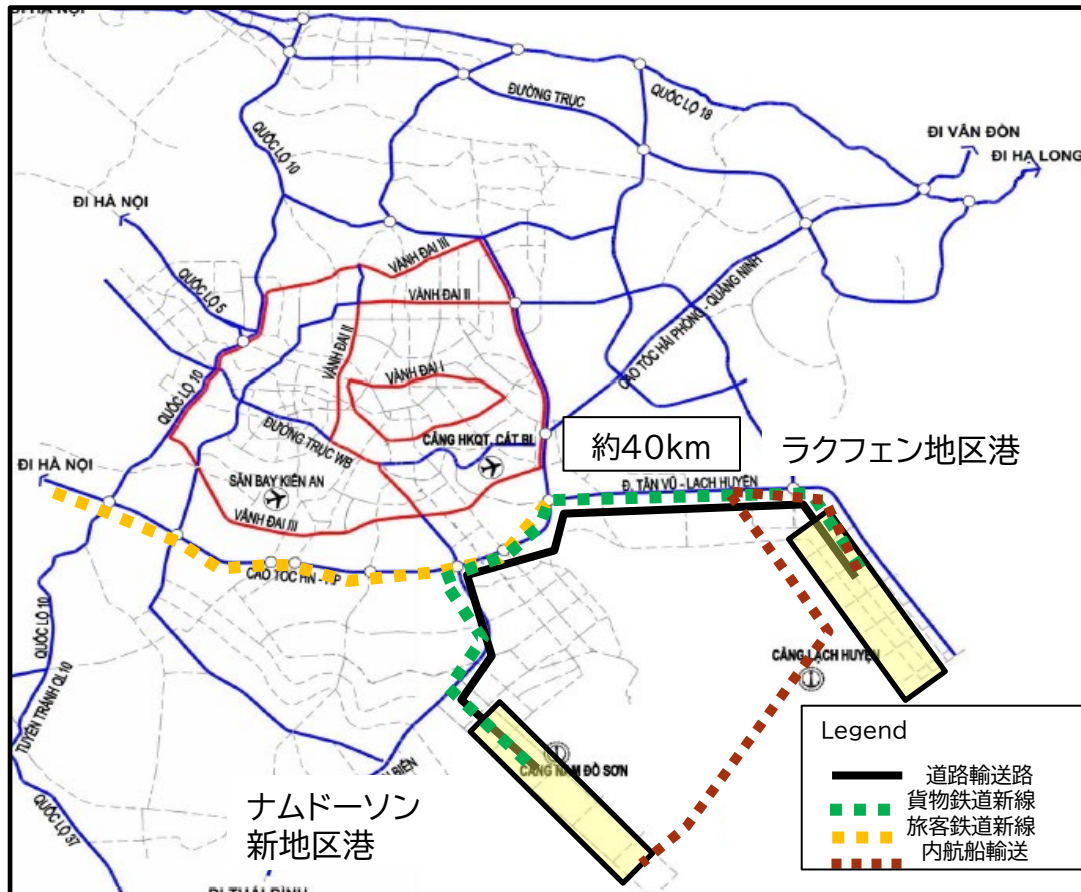 ĐƯỜNG TRỤC
QUỐC LỘ 18
QUỐC LỘ 10
ĐI VÂN ĐỒN
ĐI HẠ LONG
ĐI HÀ NỘI
QUỐC LỘ 5
VÀNH ĐAI III
VÀNH ĐAI II
VÀNH ĐAI II
VÀNH ĐAI I
CAO TỐC HẢI PHÒNG - QUẢNG NINH
QUỐC LỘ 10
ĐƯỜNG TRỤC WB
CẢNG HKQT. CÁT BI
約40km
ラクフェン地区港
ĐI HÀ NỘI
SÂN BAY KIẾN AN
Đ. TÂN VŨ - LẠCH HUYỆN
VÀNH ĐAI III
CAO TỐC HN - HP
QUỐC LỘ 10
CẢNG LẠCH HUYỆN
TUYẾN TRÁNH QL10
CẢNG NAM ĐỒ SƠN
BIỂN
ナムドーソン
新地区港
QUỐC LỘ 37
ĐI THÁI BÌNH
Legend
道路輸送路
貨物鉄道新線
旅客鉄道新線
内航船輸送